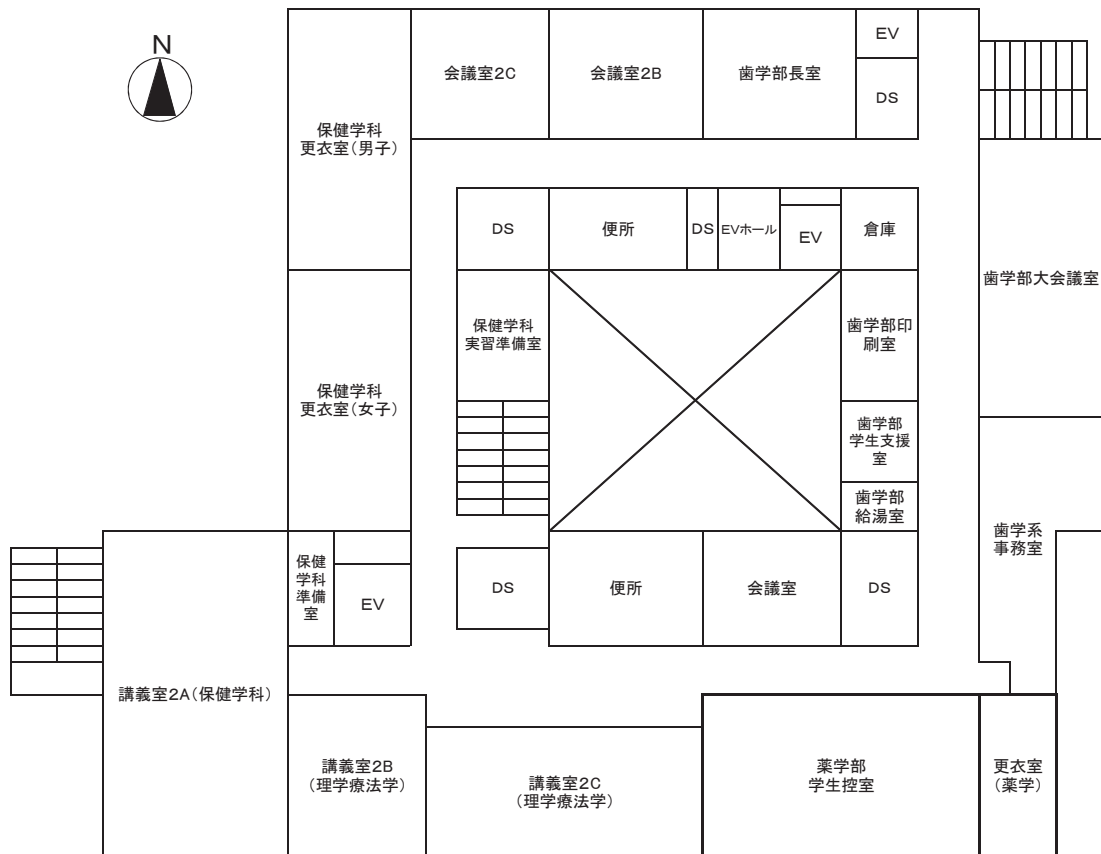 N
EV
会議室2C
会議室2B
歯学部長室
DS
保健学科
更衣室(男子)
DS
便所
DS
EVホール
EV
倉庫
歯学部大会議室
保健学科
実習準備室
歯学部印
刷室
保健学科
更衣室(女子)
歯学部
学生支援
室
歯学部
給湯室
歯学系
事務室
保健
学科
準備
室
EV
DS
便所
会議室
DS
講義室2A(保健学科)
講義室2B
(理学療法学)
講義室2C
(理学療法学)
薬学部
学生控室
更衣室
(薬学)